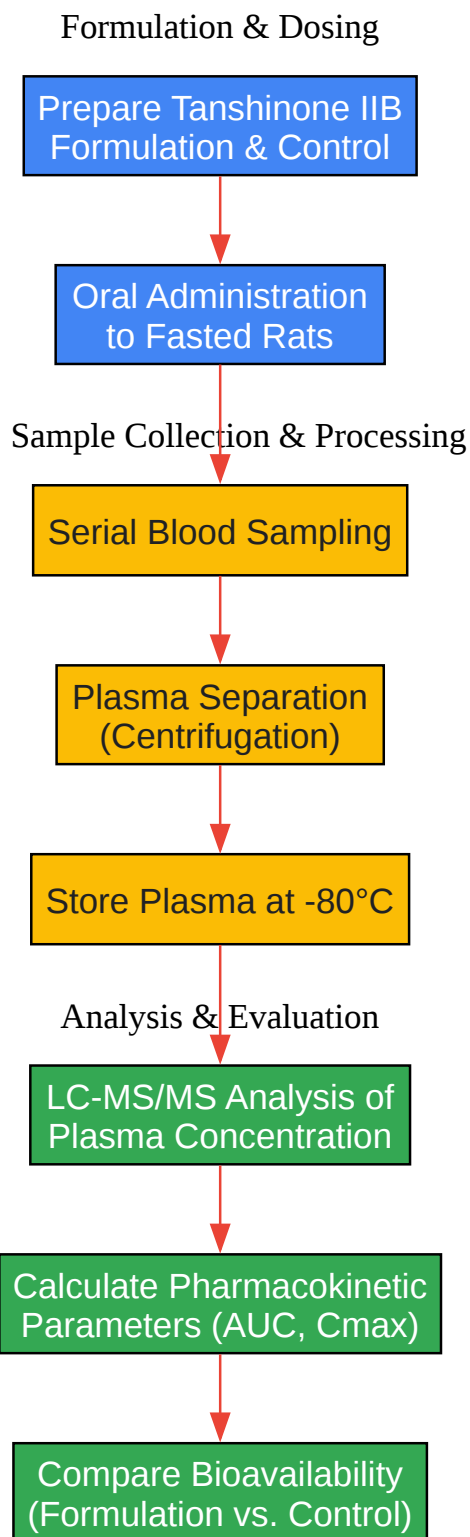 Formulation & Dosing
Prepare Tanshinone IIB
Formulation & Control
Oral Administration
to Fasted Rats
Sample Collection & Processing
Serial Blood Sampling
Plasma Separation
(Centrifugation)
Store Plasma at -80°C
Analysis & Evaluation
LC-MS/MS Analysis of
Plasma Concentration
Calculate Pharmacokinetic
Parameters (AUC, Cmax)
Compare Bioavailability
(Formulation vs. Control)